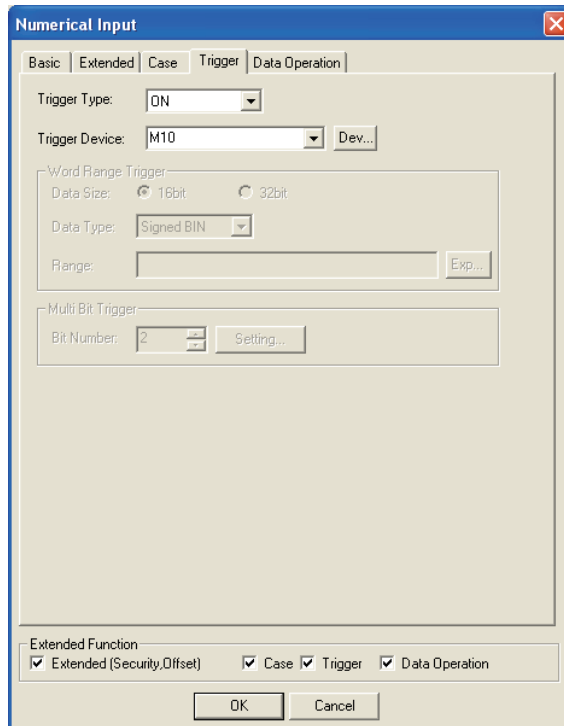 Numerical Input
Basic Extended Case Trigger Data Operation
Trigger Type: ON
Trigger Device: M10 Dev...
Word Range Trigger
Data Size: 16bit 32bit
Data Type: Signed BIN
Range: Exp...
Multi Bit Trigger
Bit Number: 2 Setting...
Extended Function
Extended (Security,Offset) Case Trigger Data Operation
OK Cancel